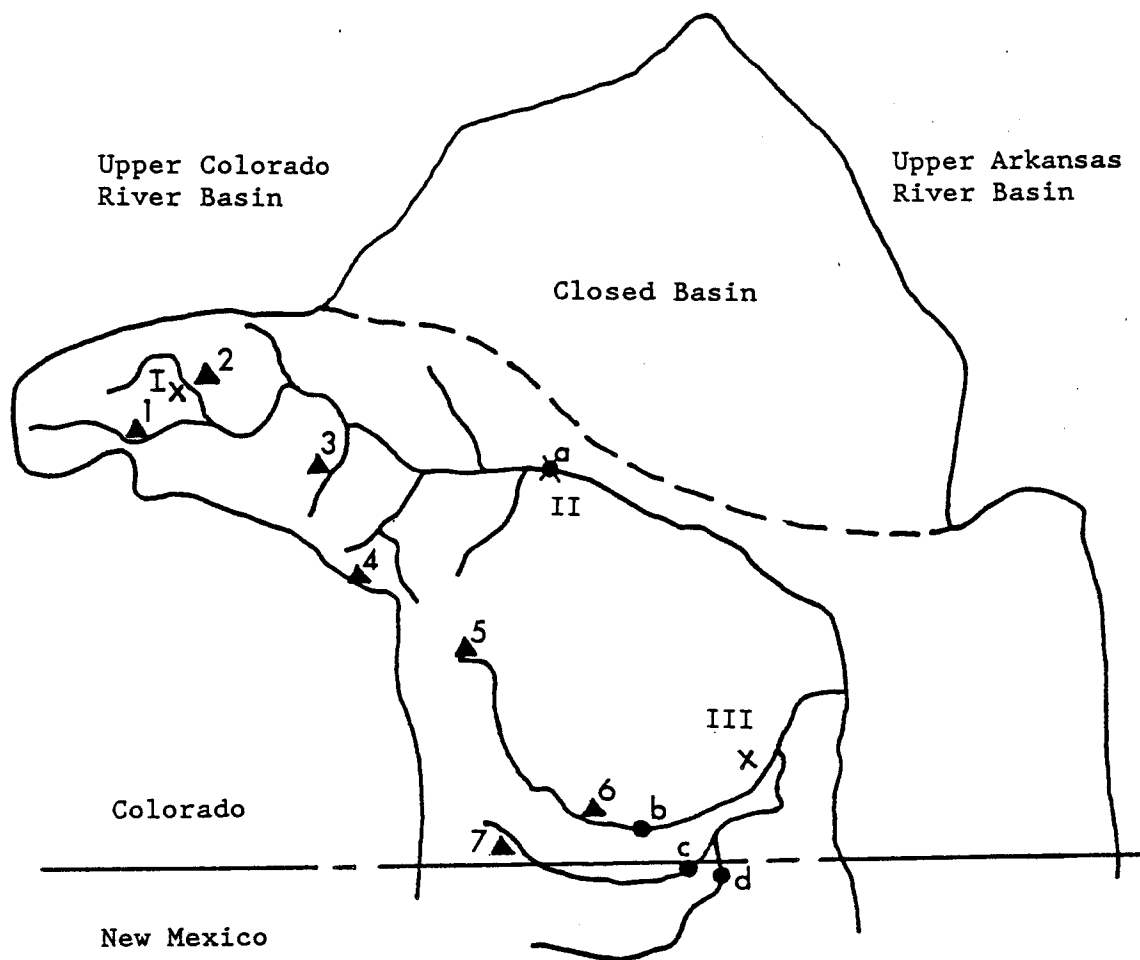 Upper Colorado
River Basin
Upper Arkansas
River Basin
Closed Basin
2
I
1
3
a
II
4
5
III
6
b
Colorado
7
c
d
New Mexico